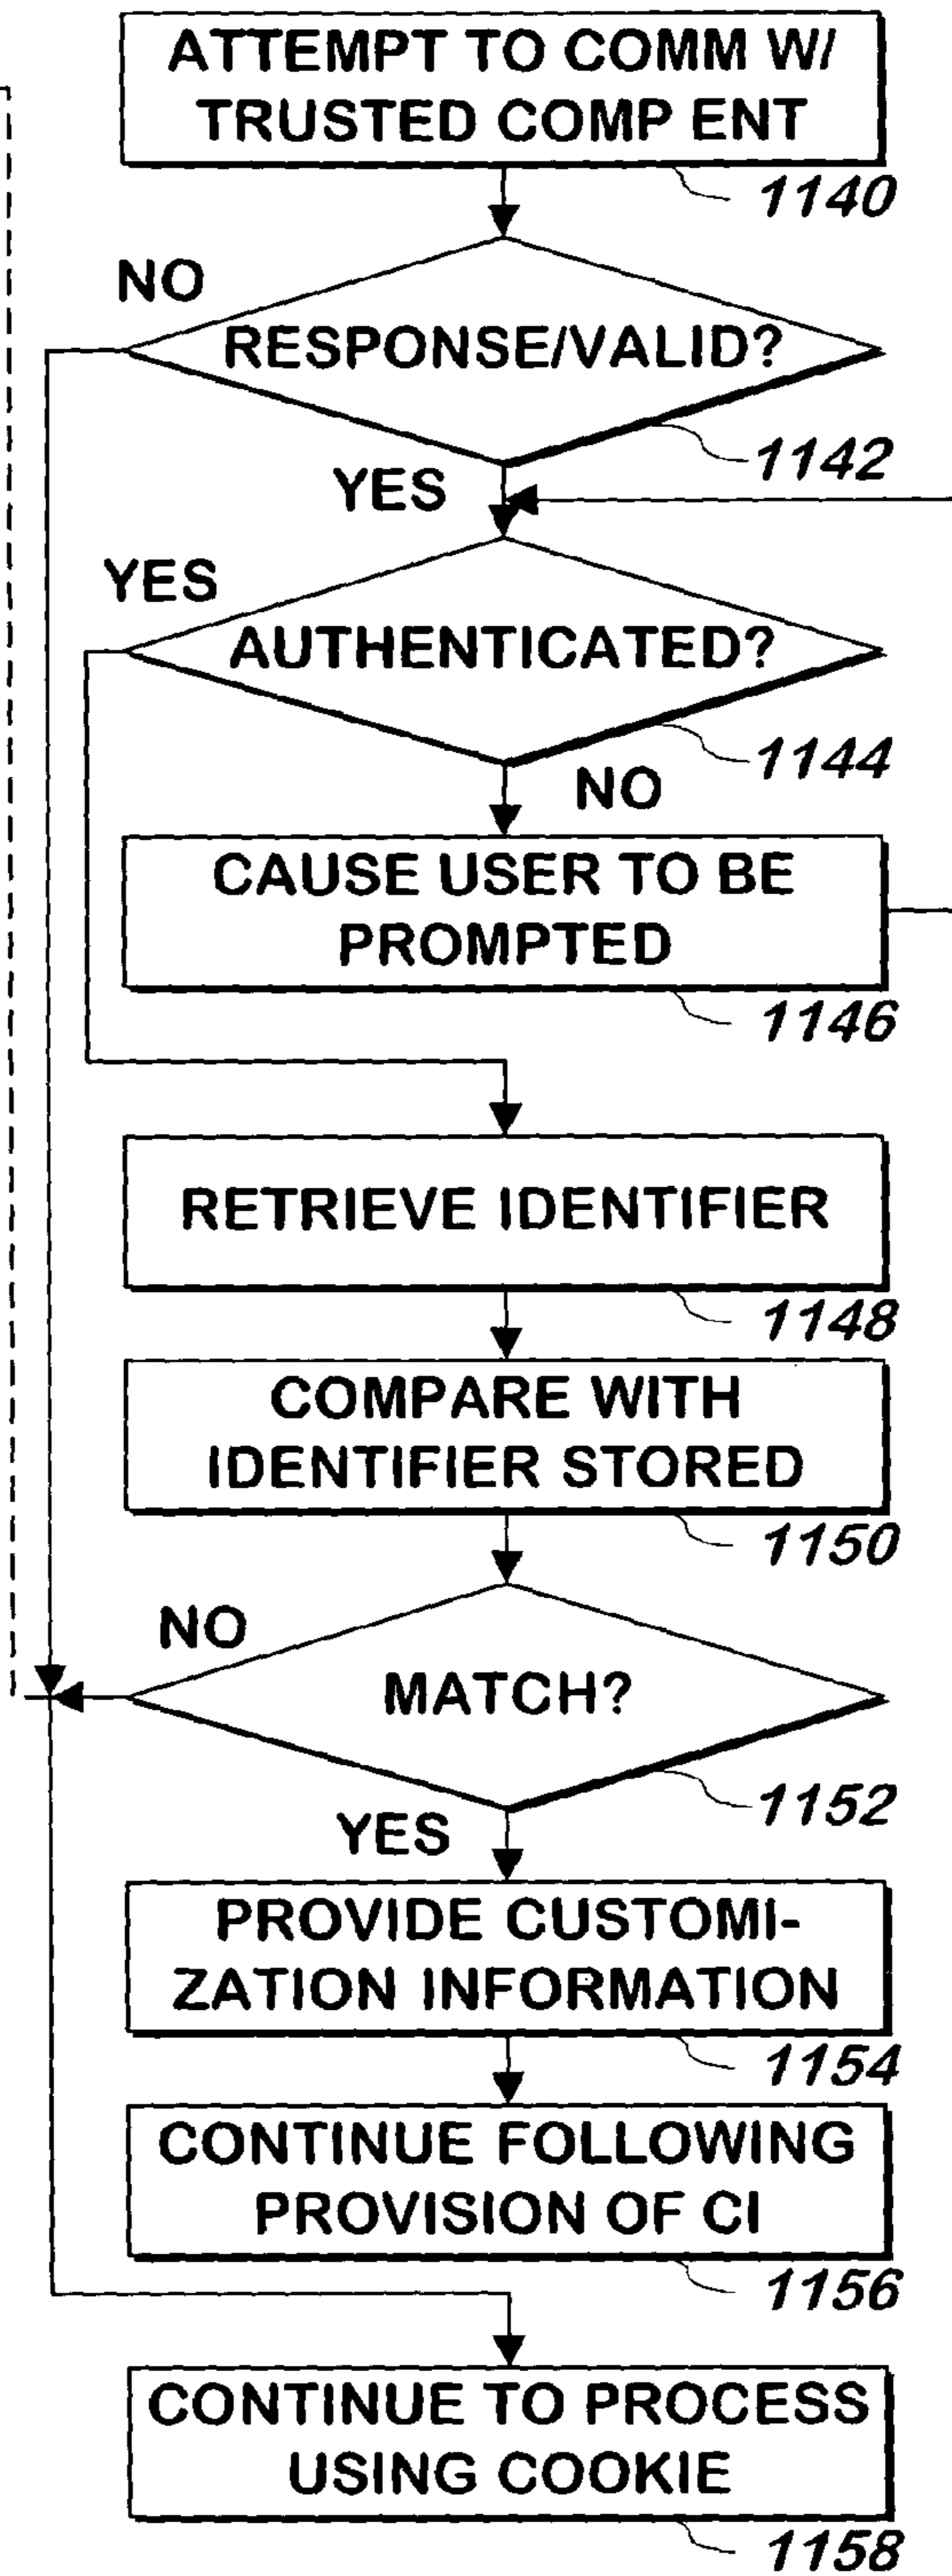 ATTEMPT TO COMM W/
TRUSTED COMP ENT
1140
NO
RESPONSE/VALID?
1142
YES
YES
AUTHENTICATED?
1144
NO
CAUSE USER TO BE
PROMPTED
1146
RETRIEVE IDENTIFIER
1148
COMPARE WITH
IDENTIFIER STORED
1150
NO
MATCH?
1152
YES
PROVIDE CUSTOMI-
ZATION INFORMATION
1154
CONTINUE FOLLOWING
PROVISION OF CI
1156
CONTINUE TO PROCESS
USING COOKIE
1158